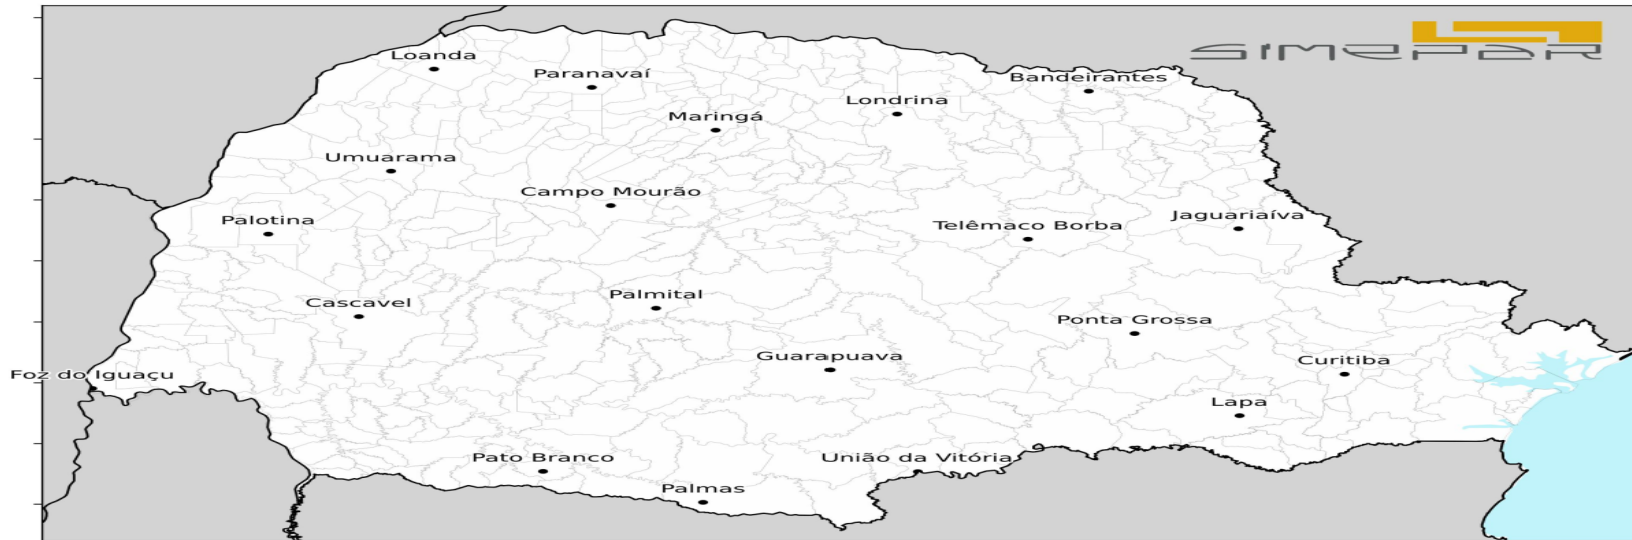 SIMEPAR
Loanda
Paranavaí
Bandeirantes
Londrina
Maringá
Umuarama
Campo Mourão
Palotina
Jaguariaíva
Telêmaco Borba
Cascavel
Palmital
Ponta Grossa
Guarapuava
Curitiba
Foz do Iguaçu
Lapa
Pato Branco
União da Vitória
Palmas